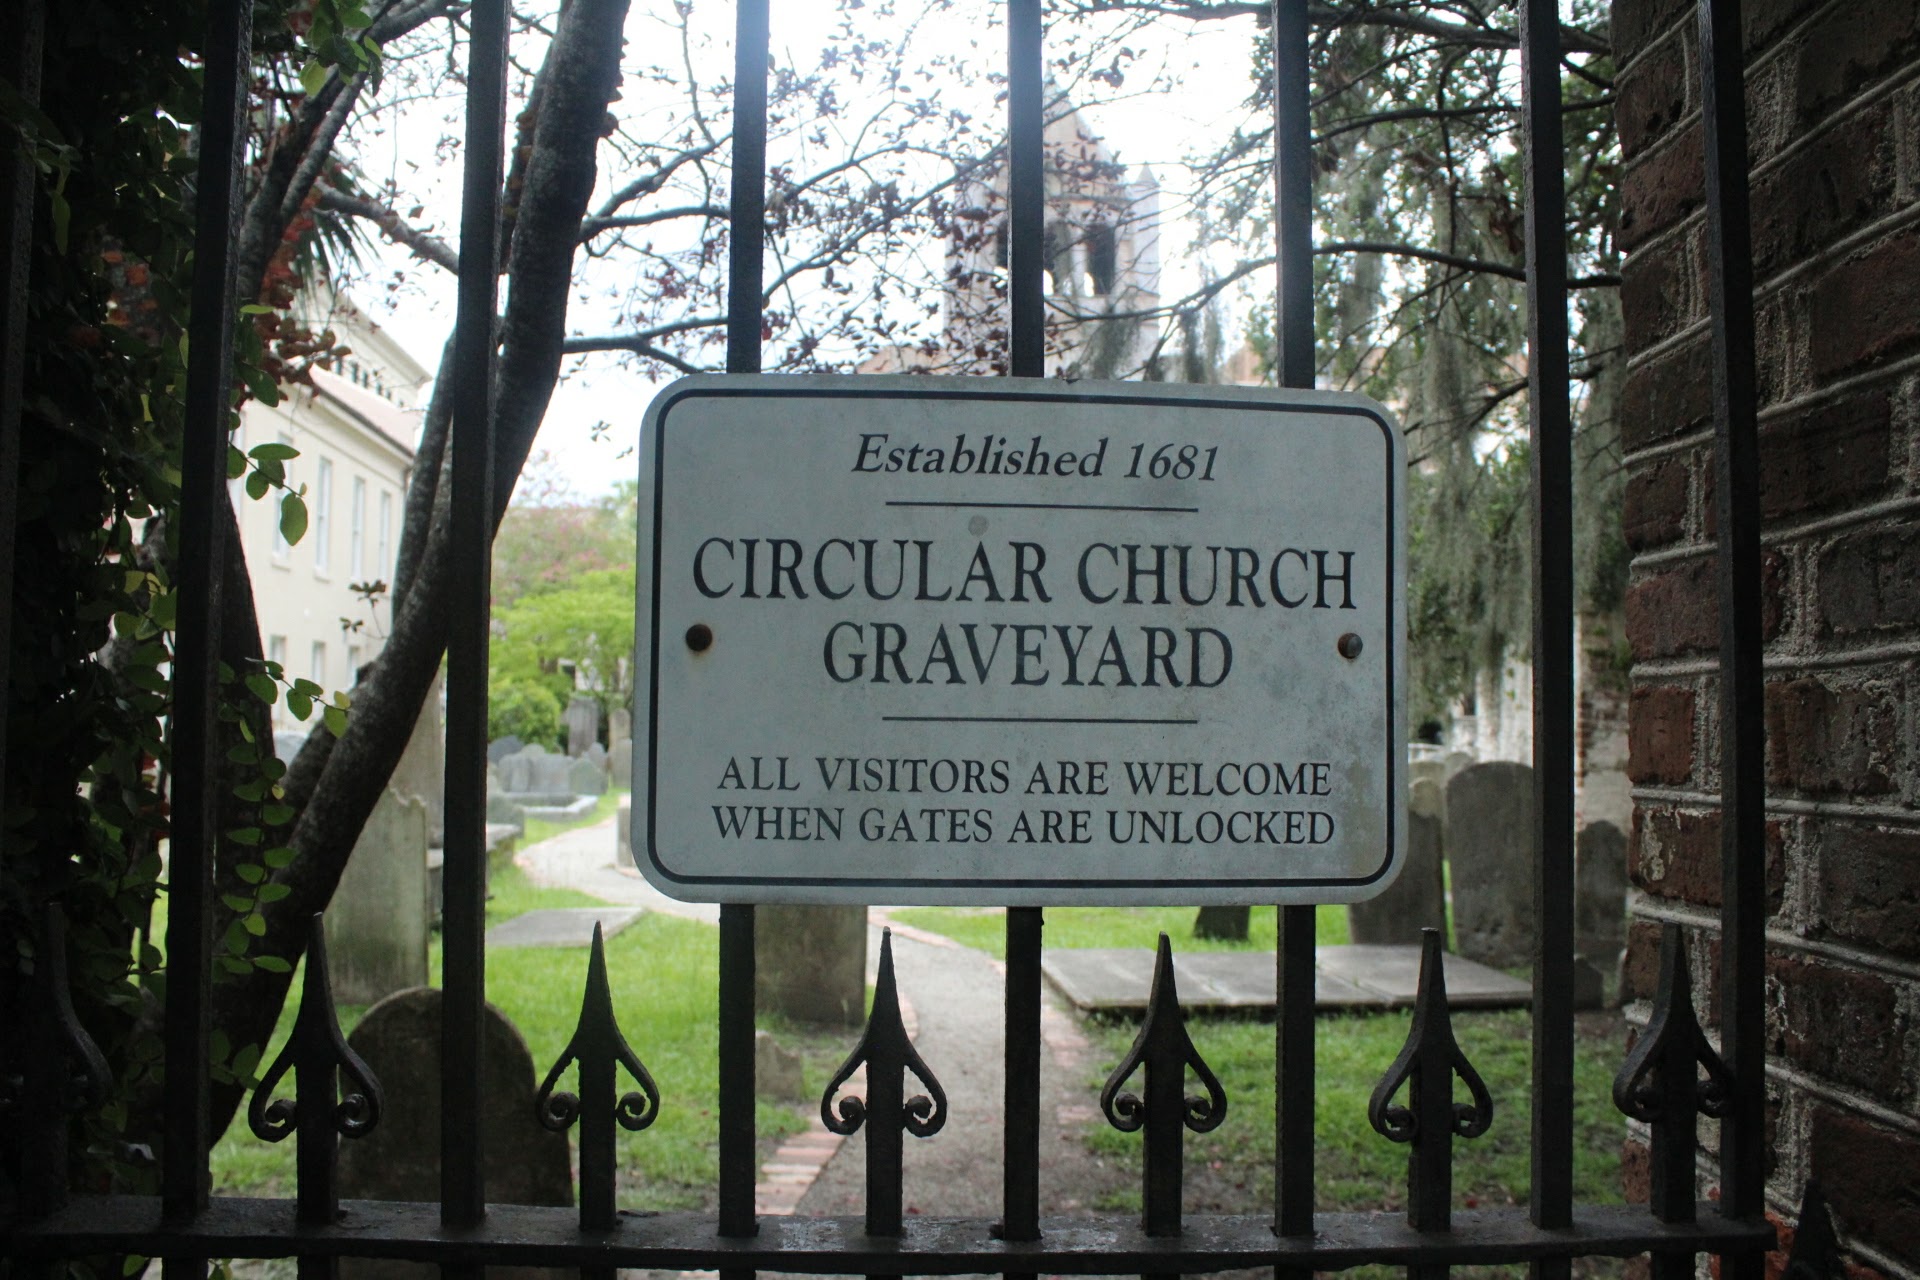 Established 1681
CIRCULAR CHURCH
GRAVEYARD
ALL VISITORS ARE WELCOME
WHEN GATES ARE UNLOCKED